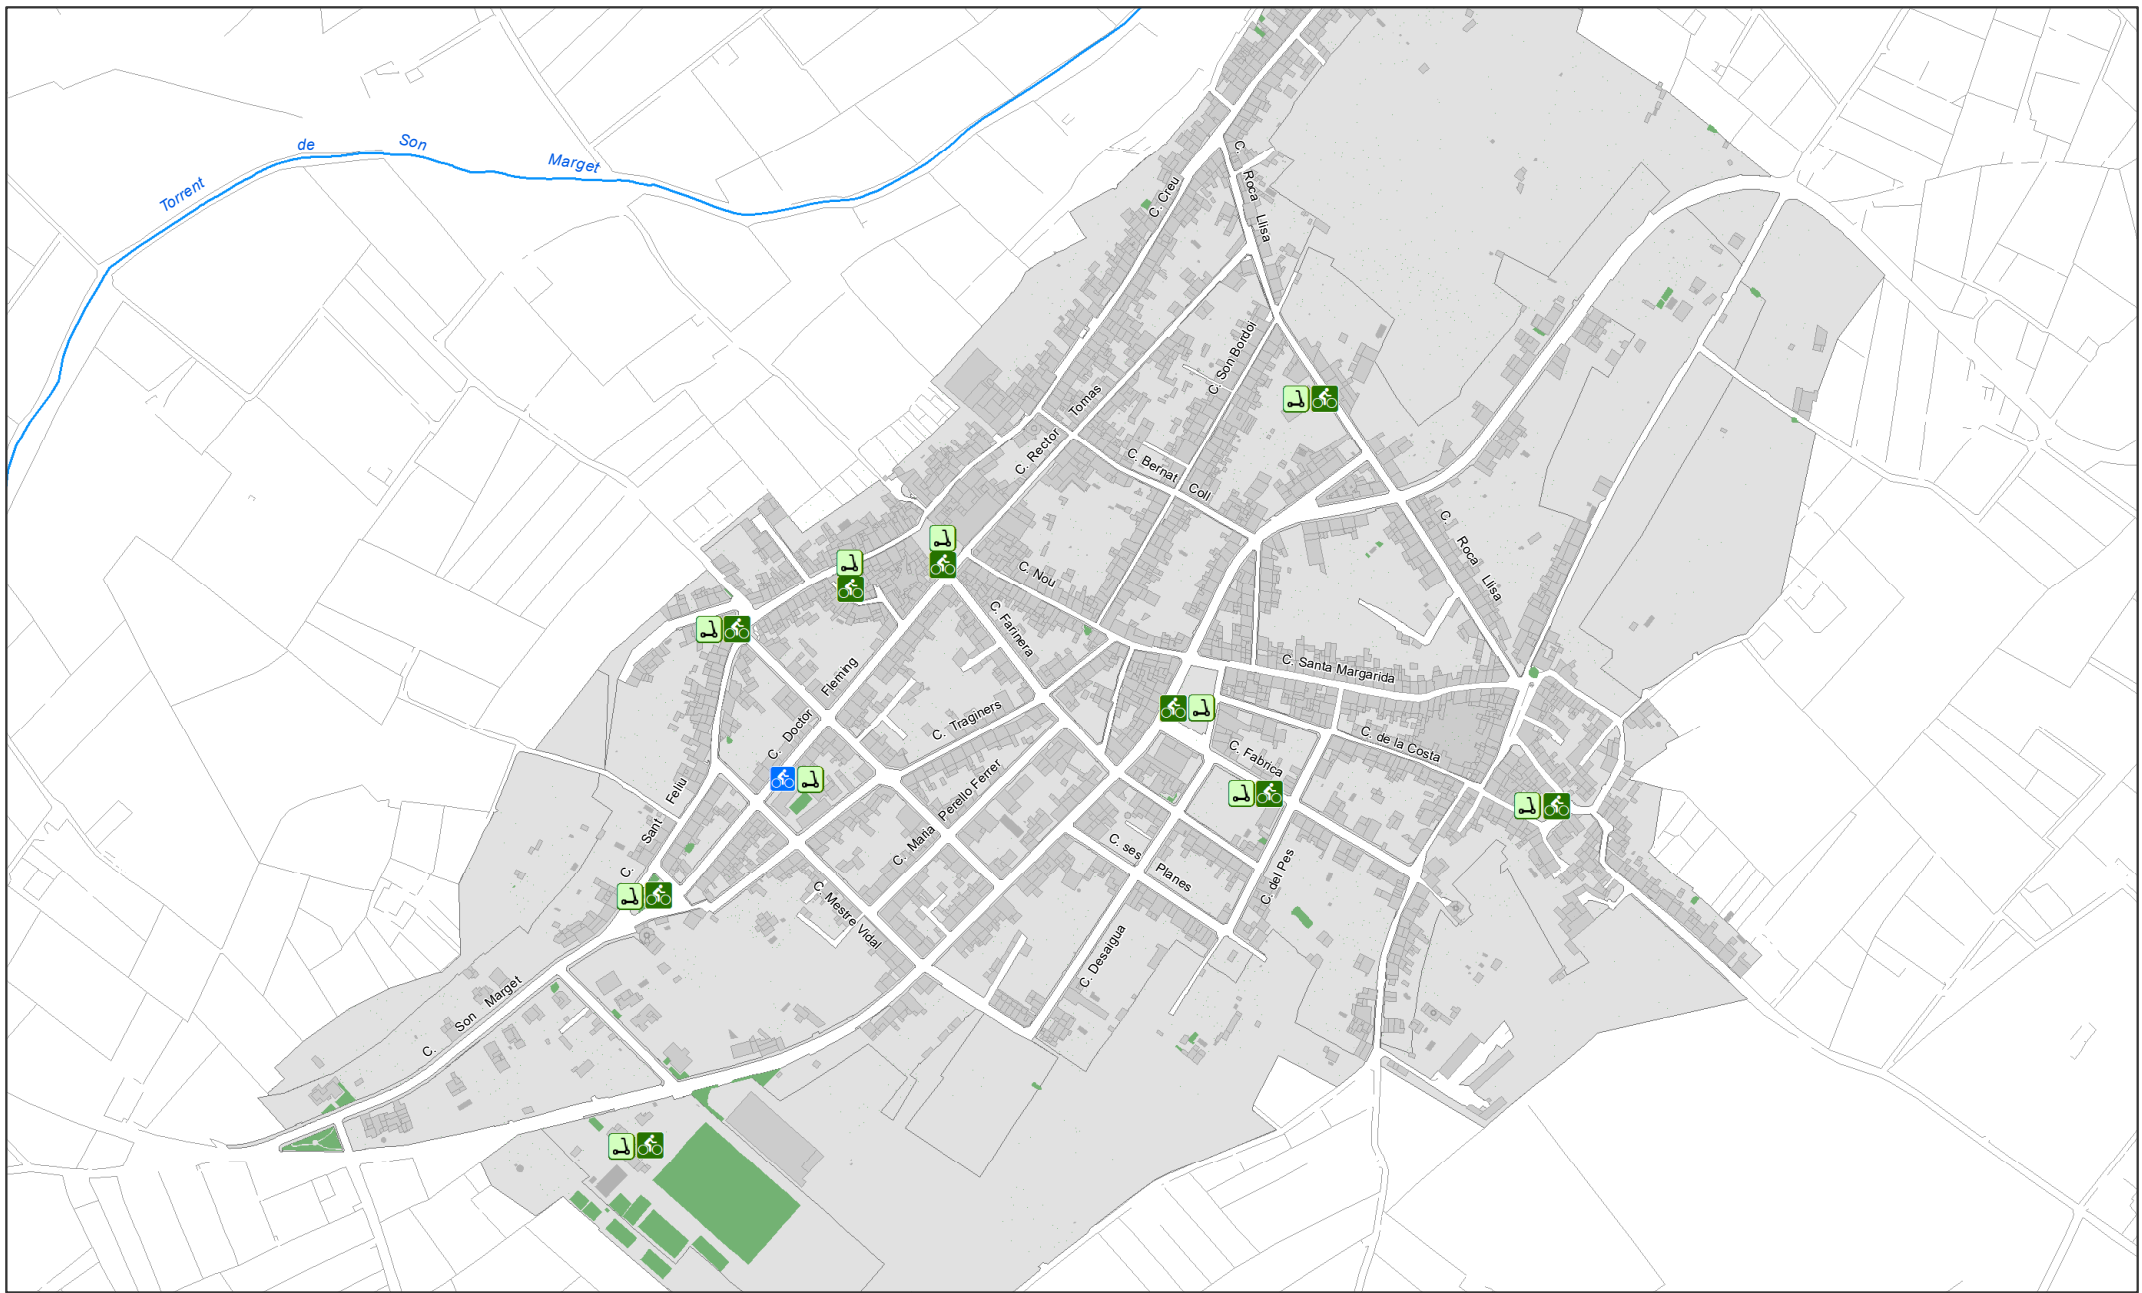 Torrent de Son Marget
C. Creu
C. Roca Llisa
C. Son Bordoi
C. Rector Tomas
C. Bernat Coll
C. Roca Llisa
C. Nou
C. Farinera
C. Santa Margarida
C. Doctor Fleming
C. Traginers
C. de la Costa
C. Fabrica
C. Maria Perello Ferrer
C. Sant Feliu
C. ses Planes
C. del Pes
C. Mestre Vidal
C. Desaigua
C. Son Marget